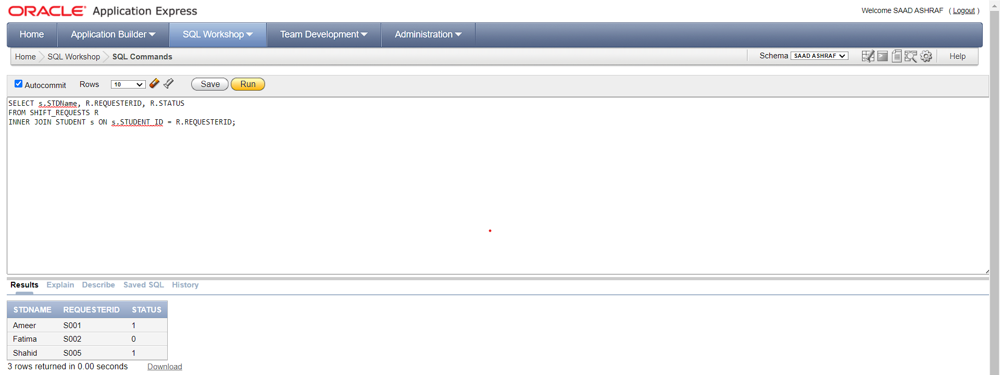 ORACLE Application Express
Welcome SAAD ASHRAF ( Logout )
Home Application Builder SQL Workshop Team Development Administration
Home SQL Workshop SQL Commands Schema SAAD ASHRAF Help
Autocommit Rows 10 Save Run
SELECT s.STDName, R.REQUESTERID, R.STATUS
FROM SHIFT_REQUESTS R
INNER JOIN STUDENT s ON s.STUDENT_ID = R.REQUESTERID;
Results Explain Describe Saved SQL History
STDNAME REQUESTERID STATUS
Ameer S001 1
Fatima S002 0
Shahid S005 1
3 rows returned in 0.00 seconds Download